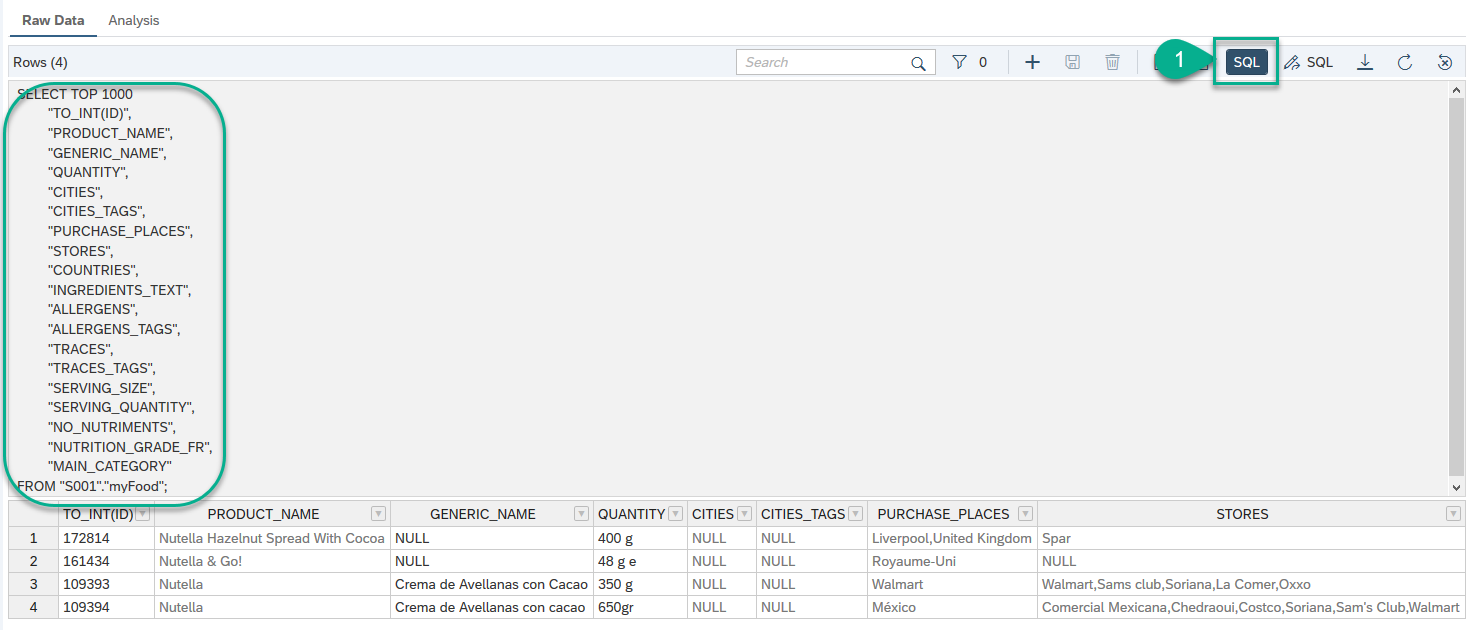 Raw Data Analysis
Rows (4) Search 0 1 SQL SQL
SELECT TOP 1000
"TO_INT(ID)",
"PRODUCT_NAME",
"GENERIC_NAME",
"QUANTITY",
"CITIES",
"CITIES_TAGS",
"PURCHASE_PLACES",
"STORES",
"COUNTRIES",
"INGREDIENTS_TEXT",
"ALLERGENS",
"ALLERGENS_TAGS",
"TRACES",
"TRACES_TAGS",
"SERVING_SIZE",
"SERVING_QUANTITY",
"NO_NUTRIMENTS",
"NUTRITION_GRADE_FR",
"MAIN_CATEGORY"
FROM "S001"."myFood";
TO_INT(ID) PRODUCT_NAME GENERIC_NAME QUANTITY CITIES CITIES_TAGS PURCHASE_PLACES STORES
1 172814 Nutella Hazelnut Spread With Cocoa NULL 400 g NULL NULL Liverpool,United Kingdom Spar
2 161434 Nutella & Go! NULL 48 g e NULL NULL Royaume-Uni NULL
3 109393 Nutella Crema de Avellanas con Cacao 350 g NULL NULL Walmart Walmart,Sams club,Soriana,La Comer,Oxxo
4 109394 Nutella Crema de Avellanas con cacao 650gr NULL NULL México Comercial Mexicana,Chedraoui,Costco,Soriana,Sam's Club,Walmart